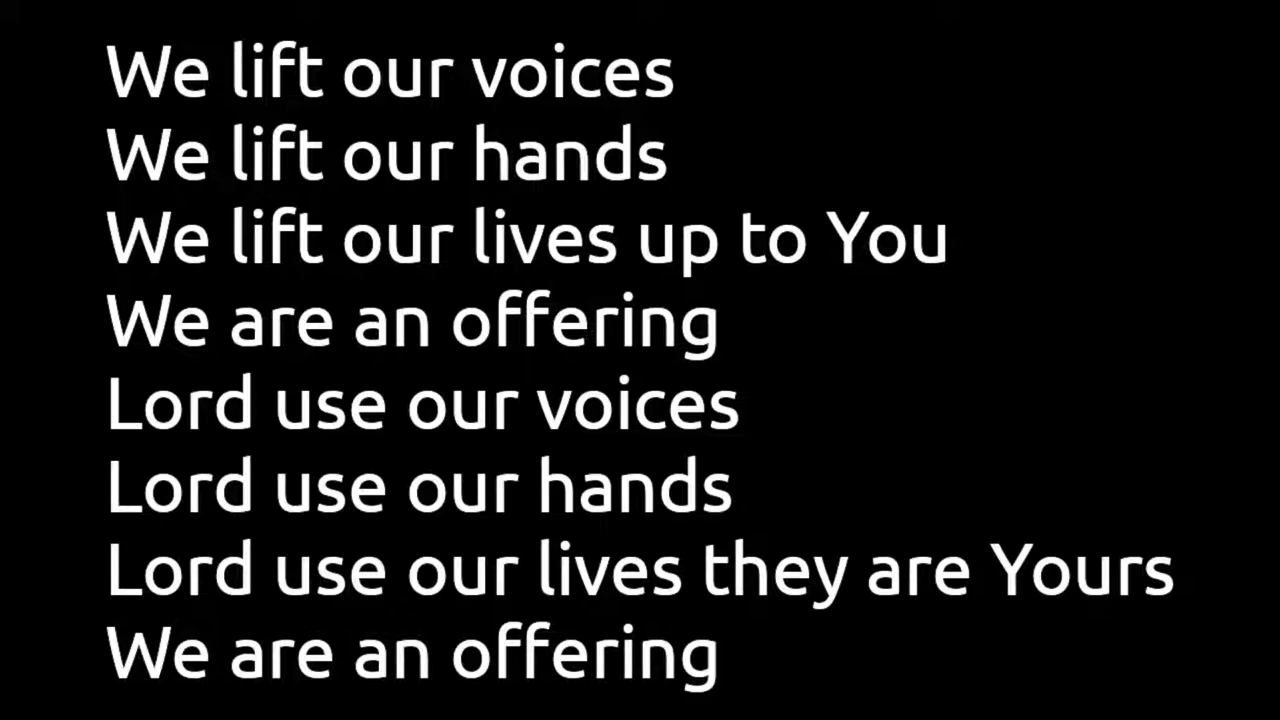 We lift our voices
We lift our hands
We lift our lives up to You
We are an offering
Lord use our voices
Lord use our hands
Lord use our lives they are Yours
We are an offering